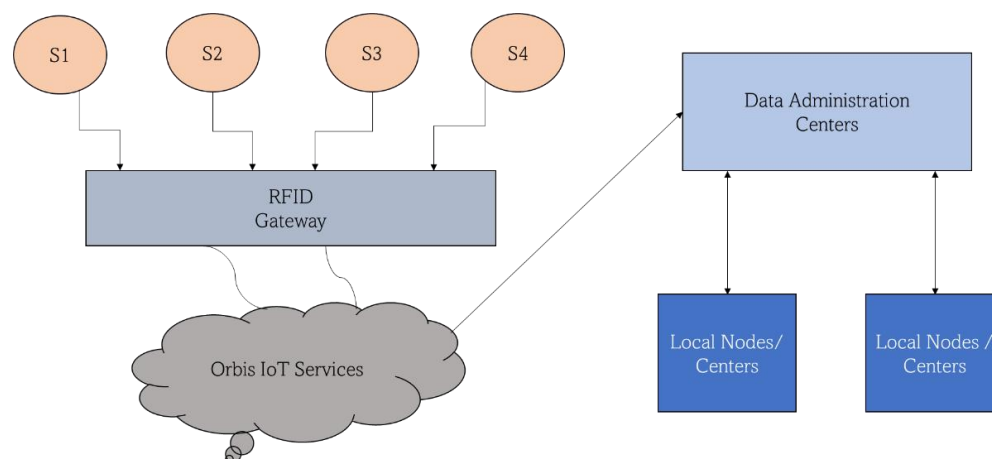 S1
S2
S3
S4
RFID
Gateway
Orbis IoT Services
Data Administration
Centers
Local Nodes/
Centers
Local Nodes /
Centers